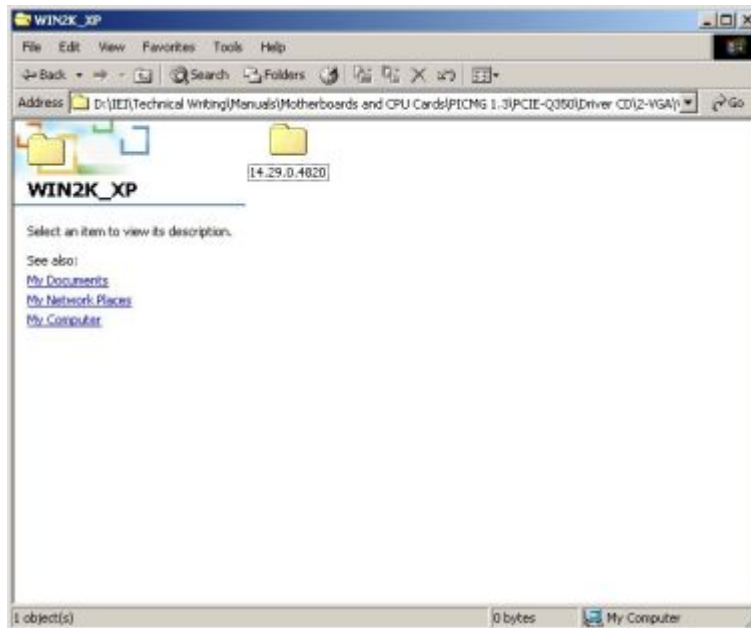 WIN2K_XP
File Edit View Favorites Tools Help
Back Search Folders
Address D:\IEI\Technical Writing\Manuals\Motherboards and CPU Cards\PICMG 1.3\PCIE-Q350\Driver CD\2-VGA\ Go
14.29.0.4820
WIN2K_XP
Select an item to view its description.
See also:
My Documents
My Network Places
My Computer
1 object(s) 0 bytes My Computer